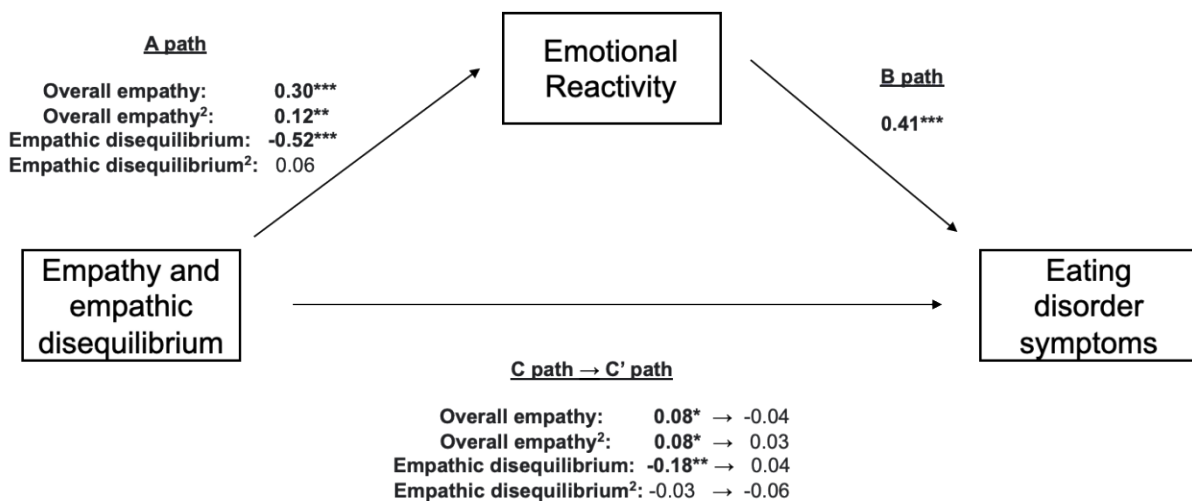 A path
Overall empathy: 0.30***
Overall empathy²: 0.12**
Empathic disequilibrium: -0.52***
Empathic disequilibrium²: 0.06
Emotional
Reactivity
B path
0.41***
Empathy and
empathic
disequilibrium
Eating
disorder
symptoms
C path → C' path
Overall empathy: 0.08* → -0.04
Overall empathy²: 0.08* → 0.03
Empathic disequilibrium: -0.18** → 0.04
Empathic disequilibrium²: -0.03 → -0.06